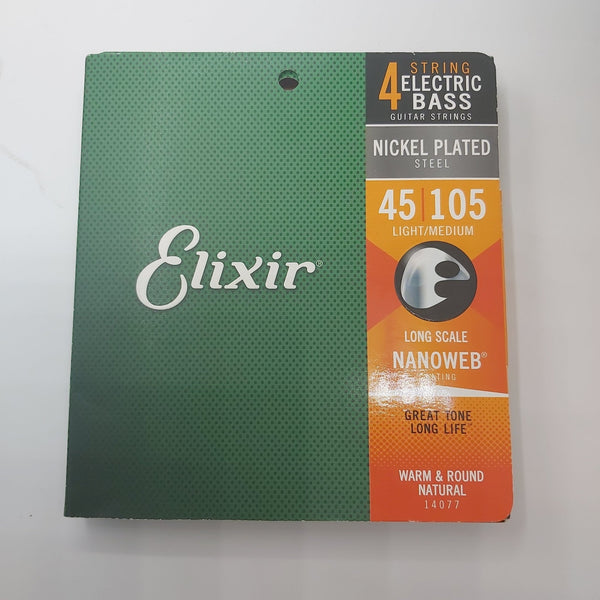 Elixir®
4 STRING
ELECTRIC
BASS
GUITAR STRINGS
NICKEL PLATED
STEEL
45|105
LIGHT/MEDIUM
LONG SCALE
NANOWEB®
GREAT TONE
LONG LIFE™
WARM & ROUND
NATURAL
14077